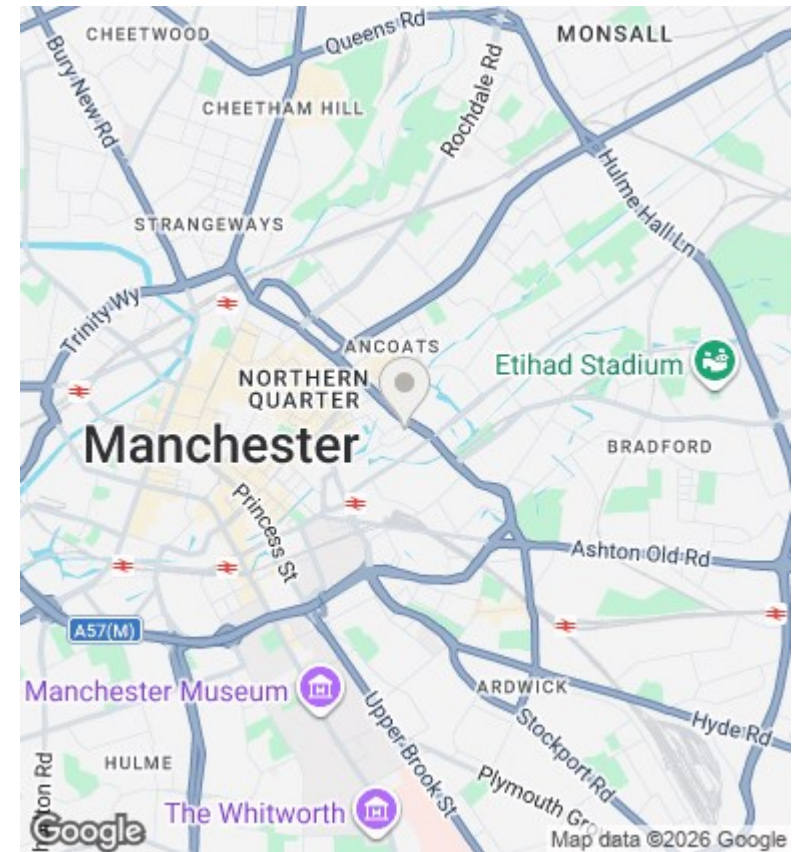 CHEETWOOD
Queens Rd
MONSALL
Bury New Rd
CHEETHAM HILL
Rochdale Rd
Hulme Hall Ln
STRANGEWAYS
Trinity Wy
ANCOATS
Etihad Stadium
NORTHERN
QUARTER
Manchester
BRADFORD
Princess St
Ashton Old Rd
A57(M)
Manchester Museum
ARDWICK
Upper Brook St
Stockport Rd
Hyde Rd
HULME
Plymouth Gro
The Whitworth
Google
Map data ©2026 Google